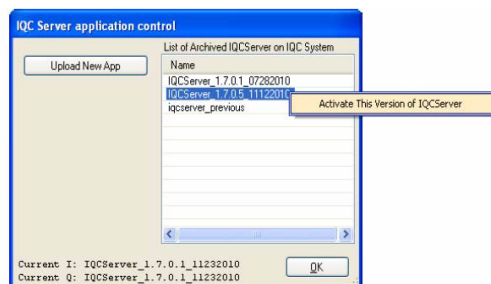 IQC Server application control
List of Archived IQCServer on IQC System
Upload New App
Name
IQCServer_1.7.0.1_07282010
IQCServer_1.7.0.5_11122010
iqcserver_previous
Activate This Version of IQCServer
Current I: IQCServer_1.7.0.1_11232010
Current Q: IQCServer_1.7.0.1_11232010
OK